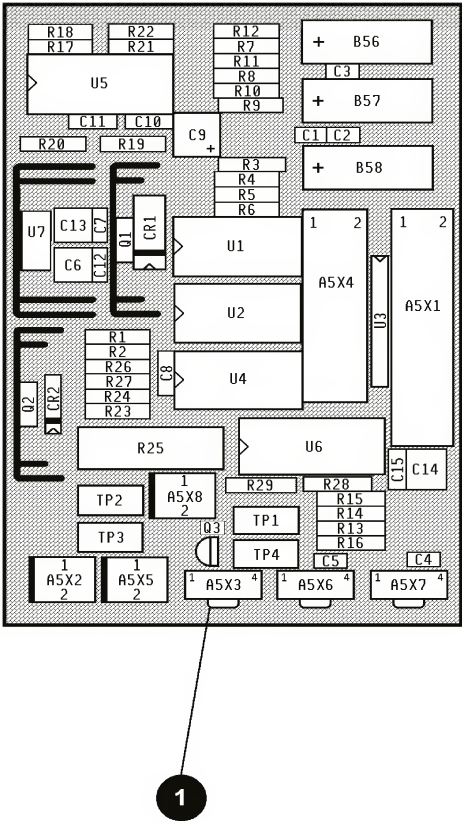 R18 R22 R12
R17 R21 R7
U5 R11
R8
R10
R9
+ B56
C3
+ B57
C11 C10
C9
+
C1 C2
R20 R19
+ B58
R3
R4
R5
R6
U7 C13 C7
C6 C12
Q1 CR1
U1
U2
1 2
A5X4
U3
1 2
A5X1
R1
R2
R26
R27
R24
R23
C8
U4
Q2 CR2
R25
U6
C15 C14
TP2
1
A5X8
2
R29 R28
R15
R14
R13
R16
TP3
Q3
TP1
TP4
C5 C4
1
A5X2
2
1
A5X5
2
1 A5X3 4
1 A5X6 4
1 A5X7 4
1